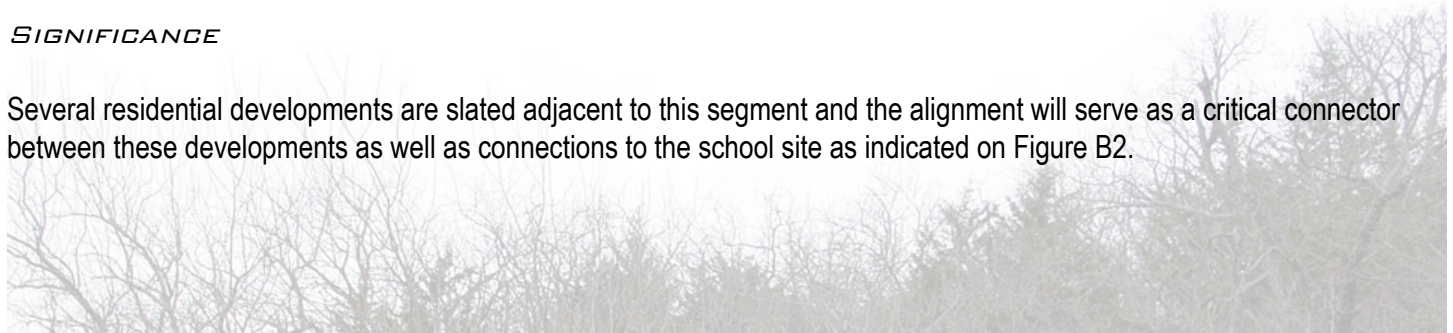 SIGNIFICANCE
Several residential developments are slated adjacent to this segment and the alignment will serve as a critical connector
between these developments as well as connections to the school site as indicated on Figure B2.